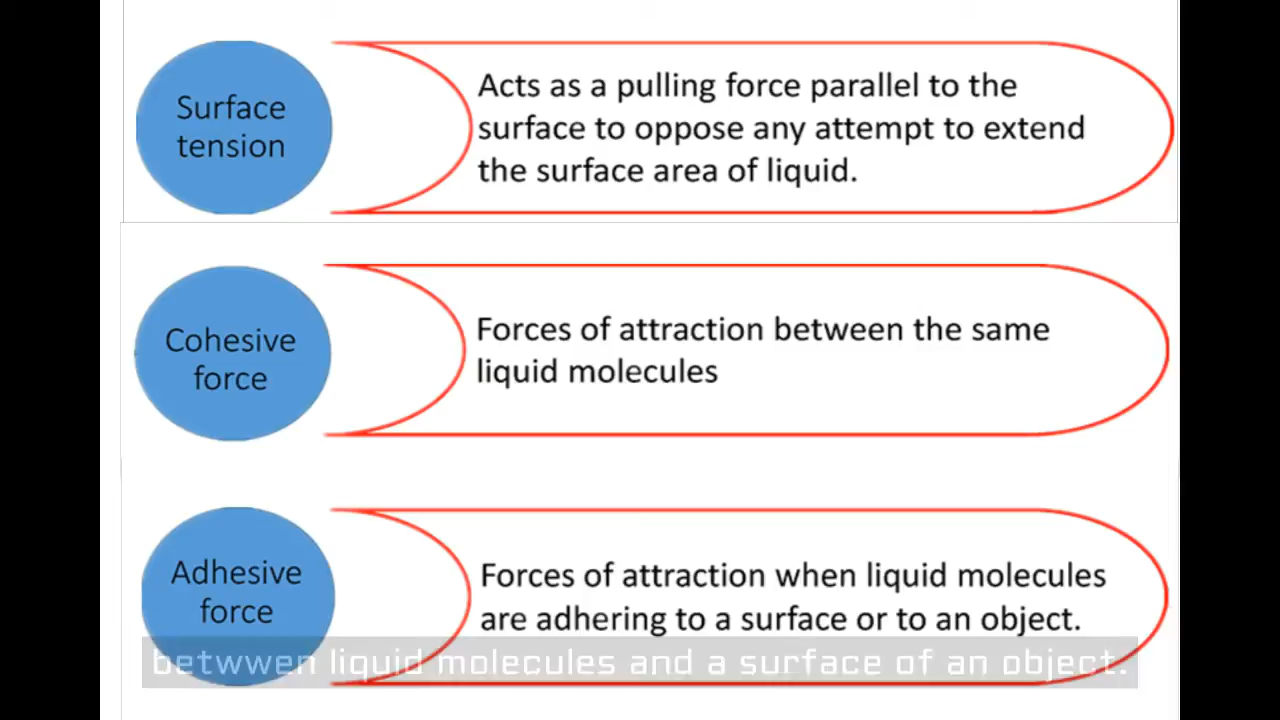 Surface
tension
Acts as a pulling force parallel to the
surface to oppose any attempt to extend
the surface area of liquid.
Cohesive
force
Forces of attraction between the same
liquid molecules
Adhesive
force
Forces of attraction when liquid molecules
are adhering to a surface or to an object.
betwwen liquid molecules and a surface of an object.